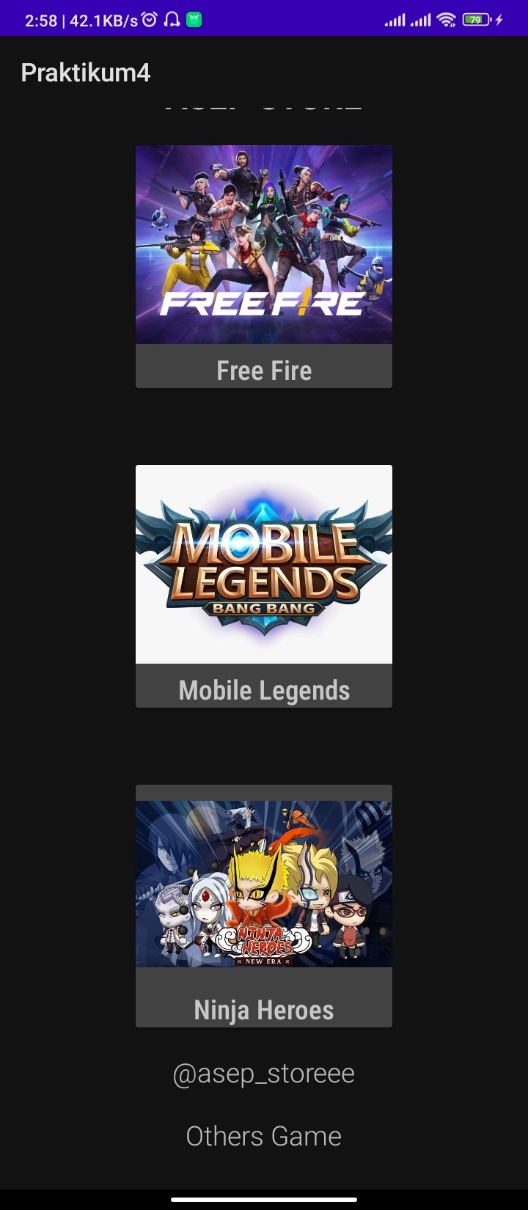 2:58 | 42.1KB/s
79
Praktikum4
FREE FIRE
Free Fire
MOBILE
LEGENDS
BANG BANG
Mobile Legends
NINJA
HEROES
NEW ERA
Ninja Heroes
@asep_storeee
Others Game